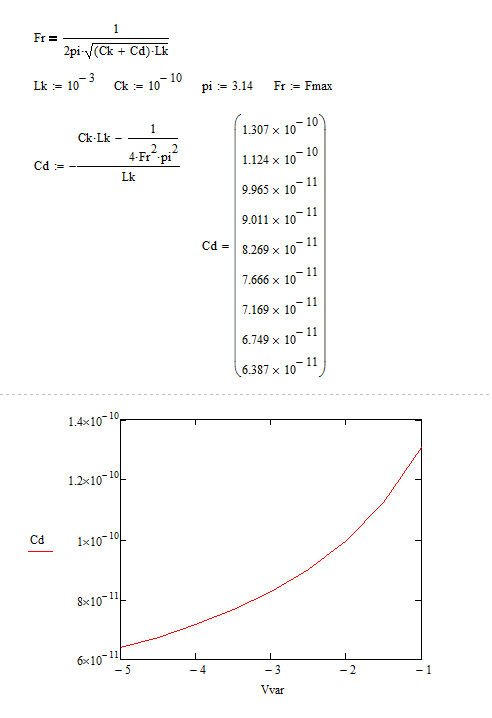 Fr = 1 / 2pi·√(Ck + Cd)·Lk
Lk := 10^-3 Ck := 10^-10 pi := 3.14 Fr := Fmax
Cd := -(Ck·Lk - 1 / 4·Fr^2·pi^2) / Lk
Cd =
1.307 × 10^-10
1.124 × 10^-10
9.965 × 10^-11
9.011 × 10^-11
8.269 × 10^-11
7.666 × 10^-11
7.169 × 10^-11
6.749 × 10^-11
6.387 × 10^-11
1.4×10^-10
1.2×10^-10
1×10^-10
8×10^-11
6×10^-11
Cd
-5 -4 -3 -2 -1
Vvar